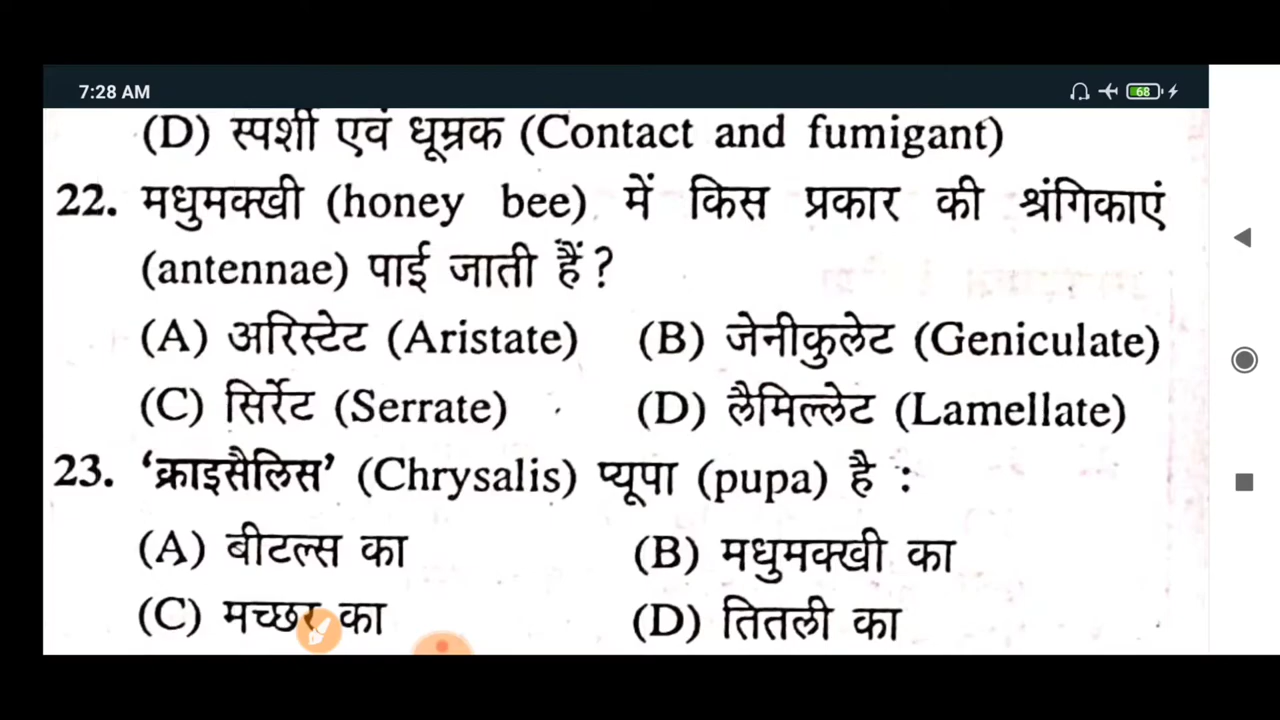 7:28 AM 68
(D) स्पर्शी एवं धूम्रक (Contact and fumigant)
22. मधुमक्खी (honey bee) में किस प्रकार की श्रंगिकाएं
(antennae) पाई जाती हैं ?
(A) अरिस्टेट (Aristate) (B) जेनीकुलेट (Geniculate)
(C) सिर्रेट (Serrate) (D) लैमिल्लेट (Lamellate)
23. ‘क्राइसैलिस’ (Chrysalis) प्यूपा (pupa) है :
(A) बीटल्स का (B) मधुमक्खी का
(C) मच्छर का (D) तितली का